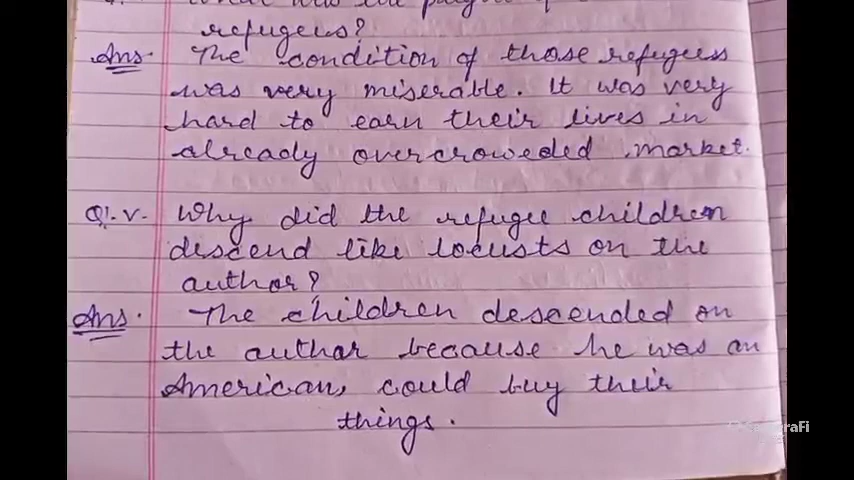 refugees?
Ans. The condition of those refugees
was very miserable. It was very
hard to earn their lives in
already overcroweded market.
Q. V. Why did the refugee children
descend like locusts on the
author?
Ans. The children descended on
the author because he was an
American, could buy their
things.